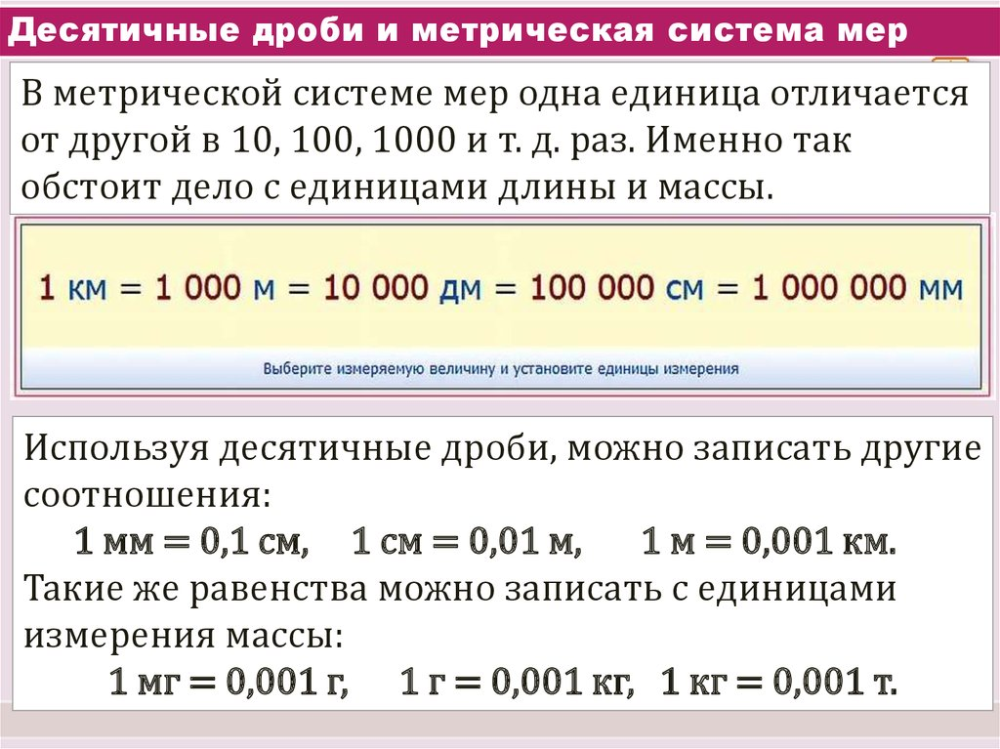 Десятичные дроби и метрическая система мер
В метрической системе мер одна единица отличается
от другой в 10, 100, 1000 и т. д. раз. Именно так
обстоит дело с единицами длины и массы.
1 км = 1 000 м = 10 000 дм = 100 000 см = 1 000 000 мм
Выберите измеряемую величину и установите единицы измерения
Используя десятичные дроби, можно записать другие
соотношения:
1 мм = 0,1 см, 1 см = 0,01 м, 1 м = 0,001 км.
Такие же равенства можно записать с единицами
измерения массы:
1 мг = 0,001 г, 1 г = 0,001 кг, 1 кг = 0,001 т.